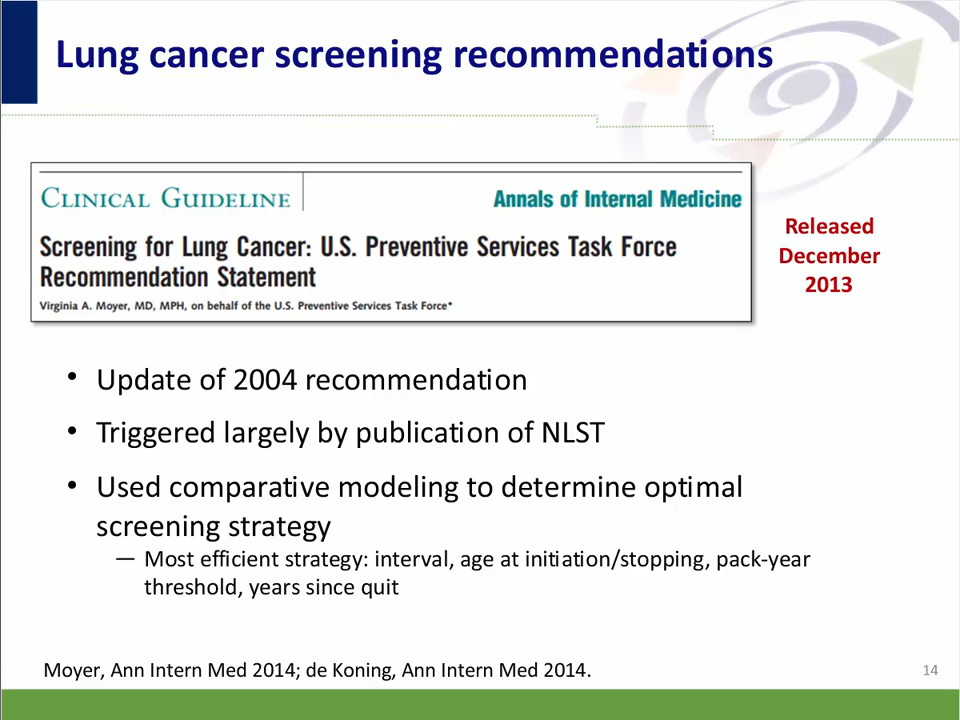 Lung cancer screening recommendations
CLINICAL GUIDELINE
Annals of Internal Medicine
Screening for Lung Cancer: U.S. Preventive Services Task Force
Recommendation Statement
Virginia A. Moyer, MD, MPH, on behalf of the U.S. Preventive Services Task Force*
Released
December
2013
• Update of 2004 recommendation
• Triggered largely by publication of NLST
• Used comparative modeling to determine optimal
screening strategy
— Most efficient strategy: interval, age at initiation/stopping, pack-year
threshold, years since quit
Moyer, Ann Intern Med 2014; de Koning, Ann Intern Med 2014.
14